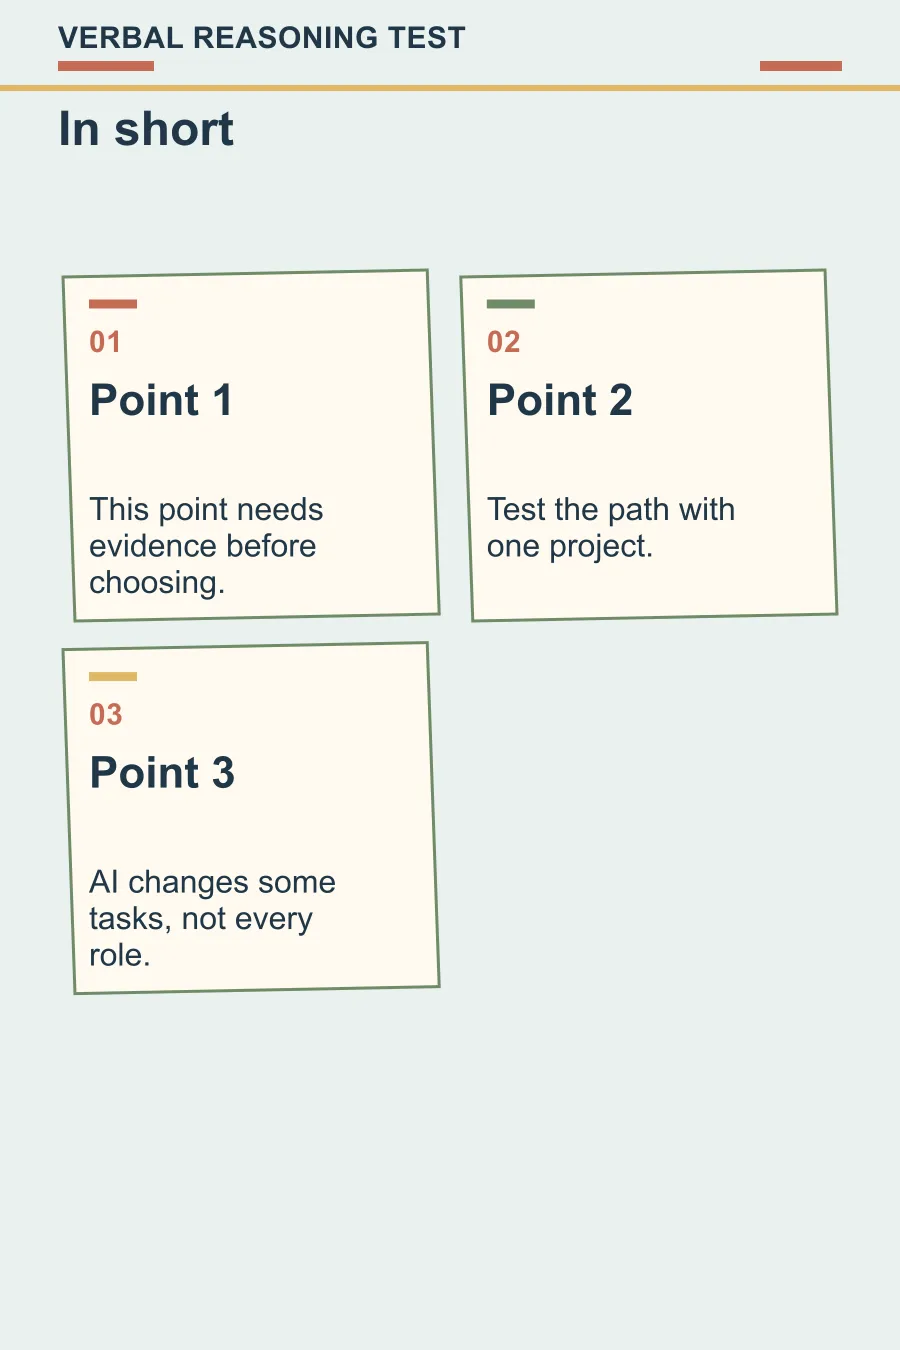 VERBAL REASONING TEST
In short
01
Point 1
This point needs
evidence before
choosing.
02
Point 2
Test the path with
one project.
03
Point 3
AI changes some
tasks, not every
role.